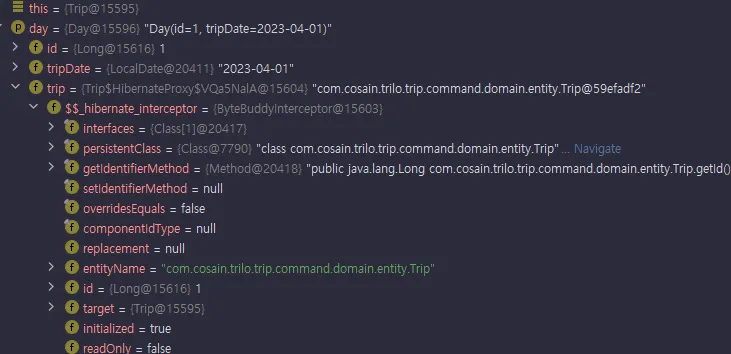 this = {Trip@15595}
p day = {Day@15596} "Day(id=1, tripDate=2023-04-01)"
f id = {Long@15616} 1
f tripDate = {LocalDate@20411} "2023-04-01"
f trip = {Trip$HibernateProxy$VQa5NalA@15604} "com.cosain.trilo.trip.command.domain.entity.Trip@59efadf2"
f $$_hibernate_interceptor = {ByteBuddyInterceptor@15603}
f interfaces = {Class[1]@20417}
f persistentClass = {Class@7790} "class com.cosain.trilo.trip.command.domain.entity.Trip" ... Navigate
f getIdentifierMethod = {Method@20418} "public java.lang.Long com.cosain.trilo.trip.command.domain.entity.Trip.getId()
f setIdentifierMethod = null
f overridesEquals = false
f componentIdType = null
f replacement = null
f entityName = "com.cosain.trilo.trip.command.domain.entity.Trip"
f id = {Long@15616} 1
f target = {Trip@15595}
f initialized = true
f readOnly = false